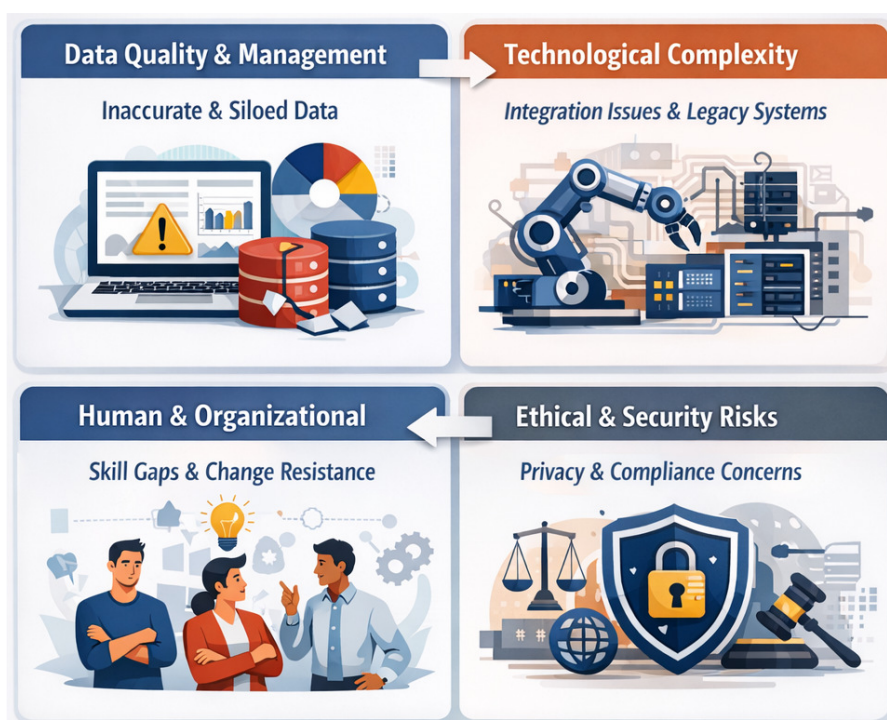 Data Quality & Management
Inaccurate & Siloed Data
Technological Complexity
Integration Issues & Legacy Systems
Human & Organizational
Skill Gaps & Change Resistance
Ethical & Security Risks
Privacy & Compliance Concerns
# #